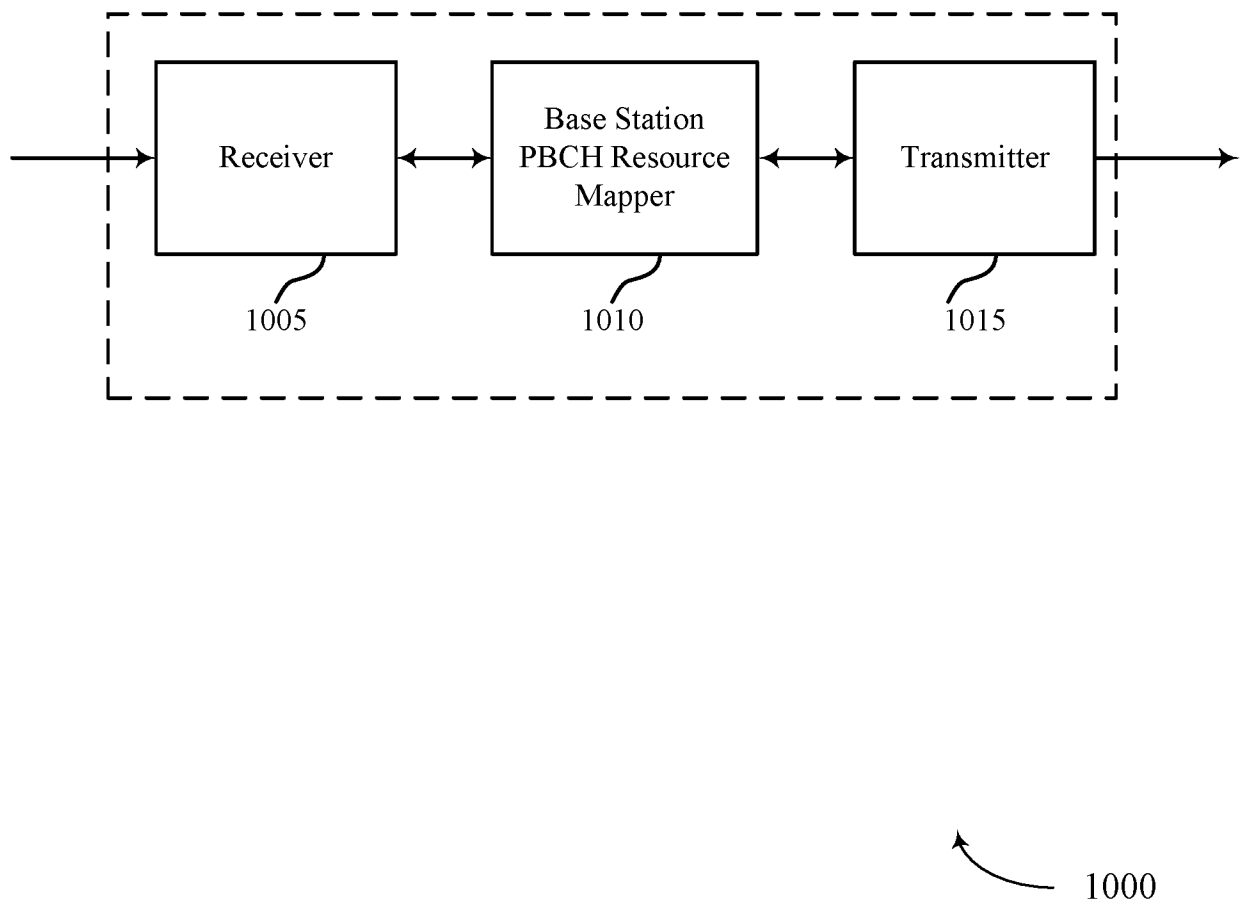 Receiver
Base Station
PBCH Resource
Mapper
Transmitter
1005
1010
1015
1000